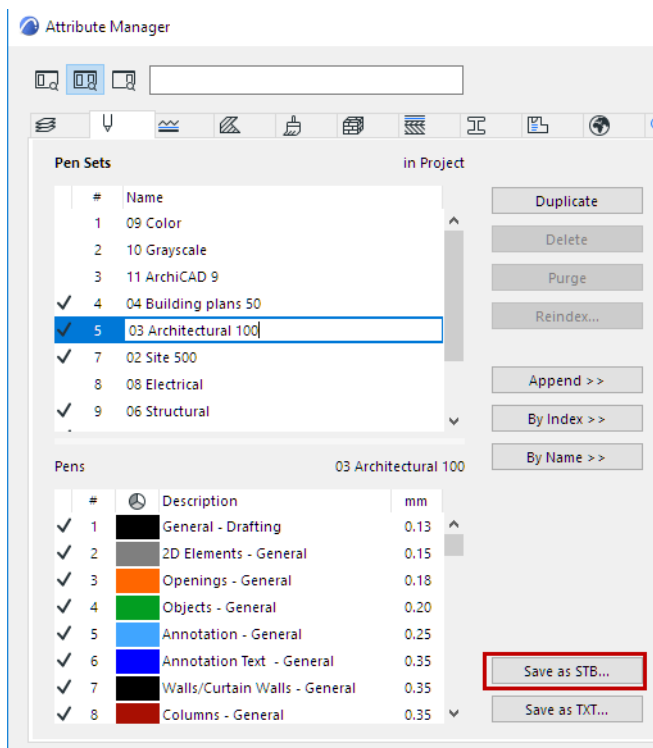 Attribute Manager
Pen Sets in Project
# Name
1 09 Color
2 10 Grayscale
3 11 ArchiCAD 9
4 04 Building plans 50
5 03 Architectural 100
7 02 Site 500
8 08 Electrical
9 06 Structural
Duplicate
Delete
Purge
Reindex...
Append >>
By Index >>
By Name >>
Pens 03 Architectural 100
# Description mm
1 General - Drafting 0.13
2 2D Elements - General 0.15
3 Openings - General 0.18
4 Objects - General 0.20
5 Annotation - General 0.25
6 Annotation Text - General 0.35
7 Walls/Curtain Walls - General 0.35
8 Columns - General 0.35
Save as STB...
Save as TXT...